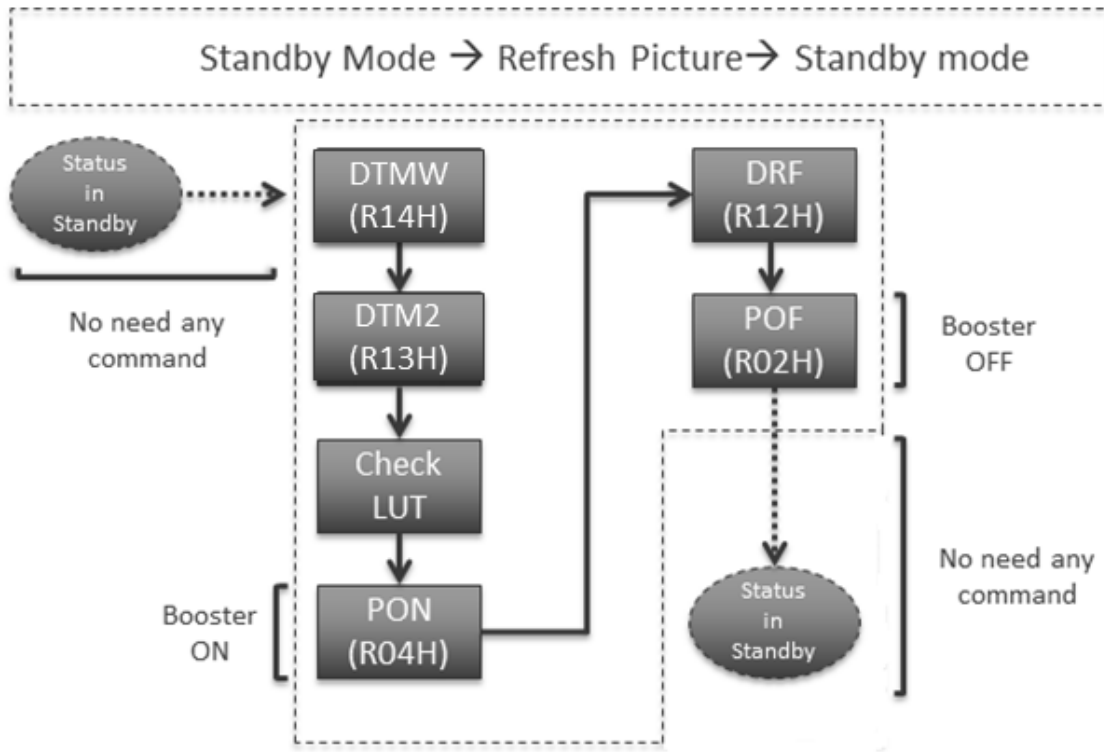 Standby Mode → Refresh Picture→ Standby mode
Status
in
Standby
No need any
command
DTMW
(R14H)
DTM2
(R13H)
Check
LUT
PON
(R04H)
Booster
ON
DRF
(R12H)
POF
(R02H)
Booster
OFF
Status
in
Standby
No need any
command